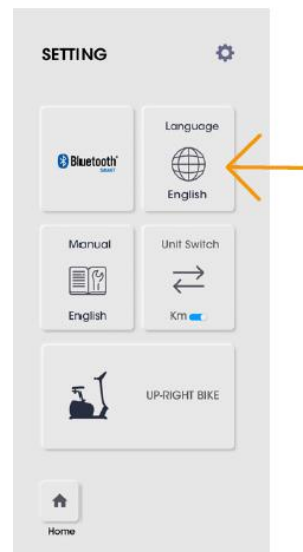 SETTING
Bluetooth®
SMART
Language
English
Manual
English
Unit Switch
Km
UP-RIGHT BIKE
Home